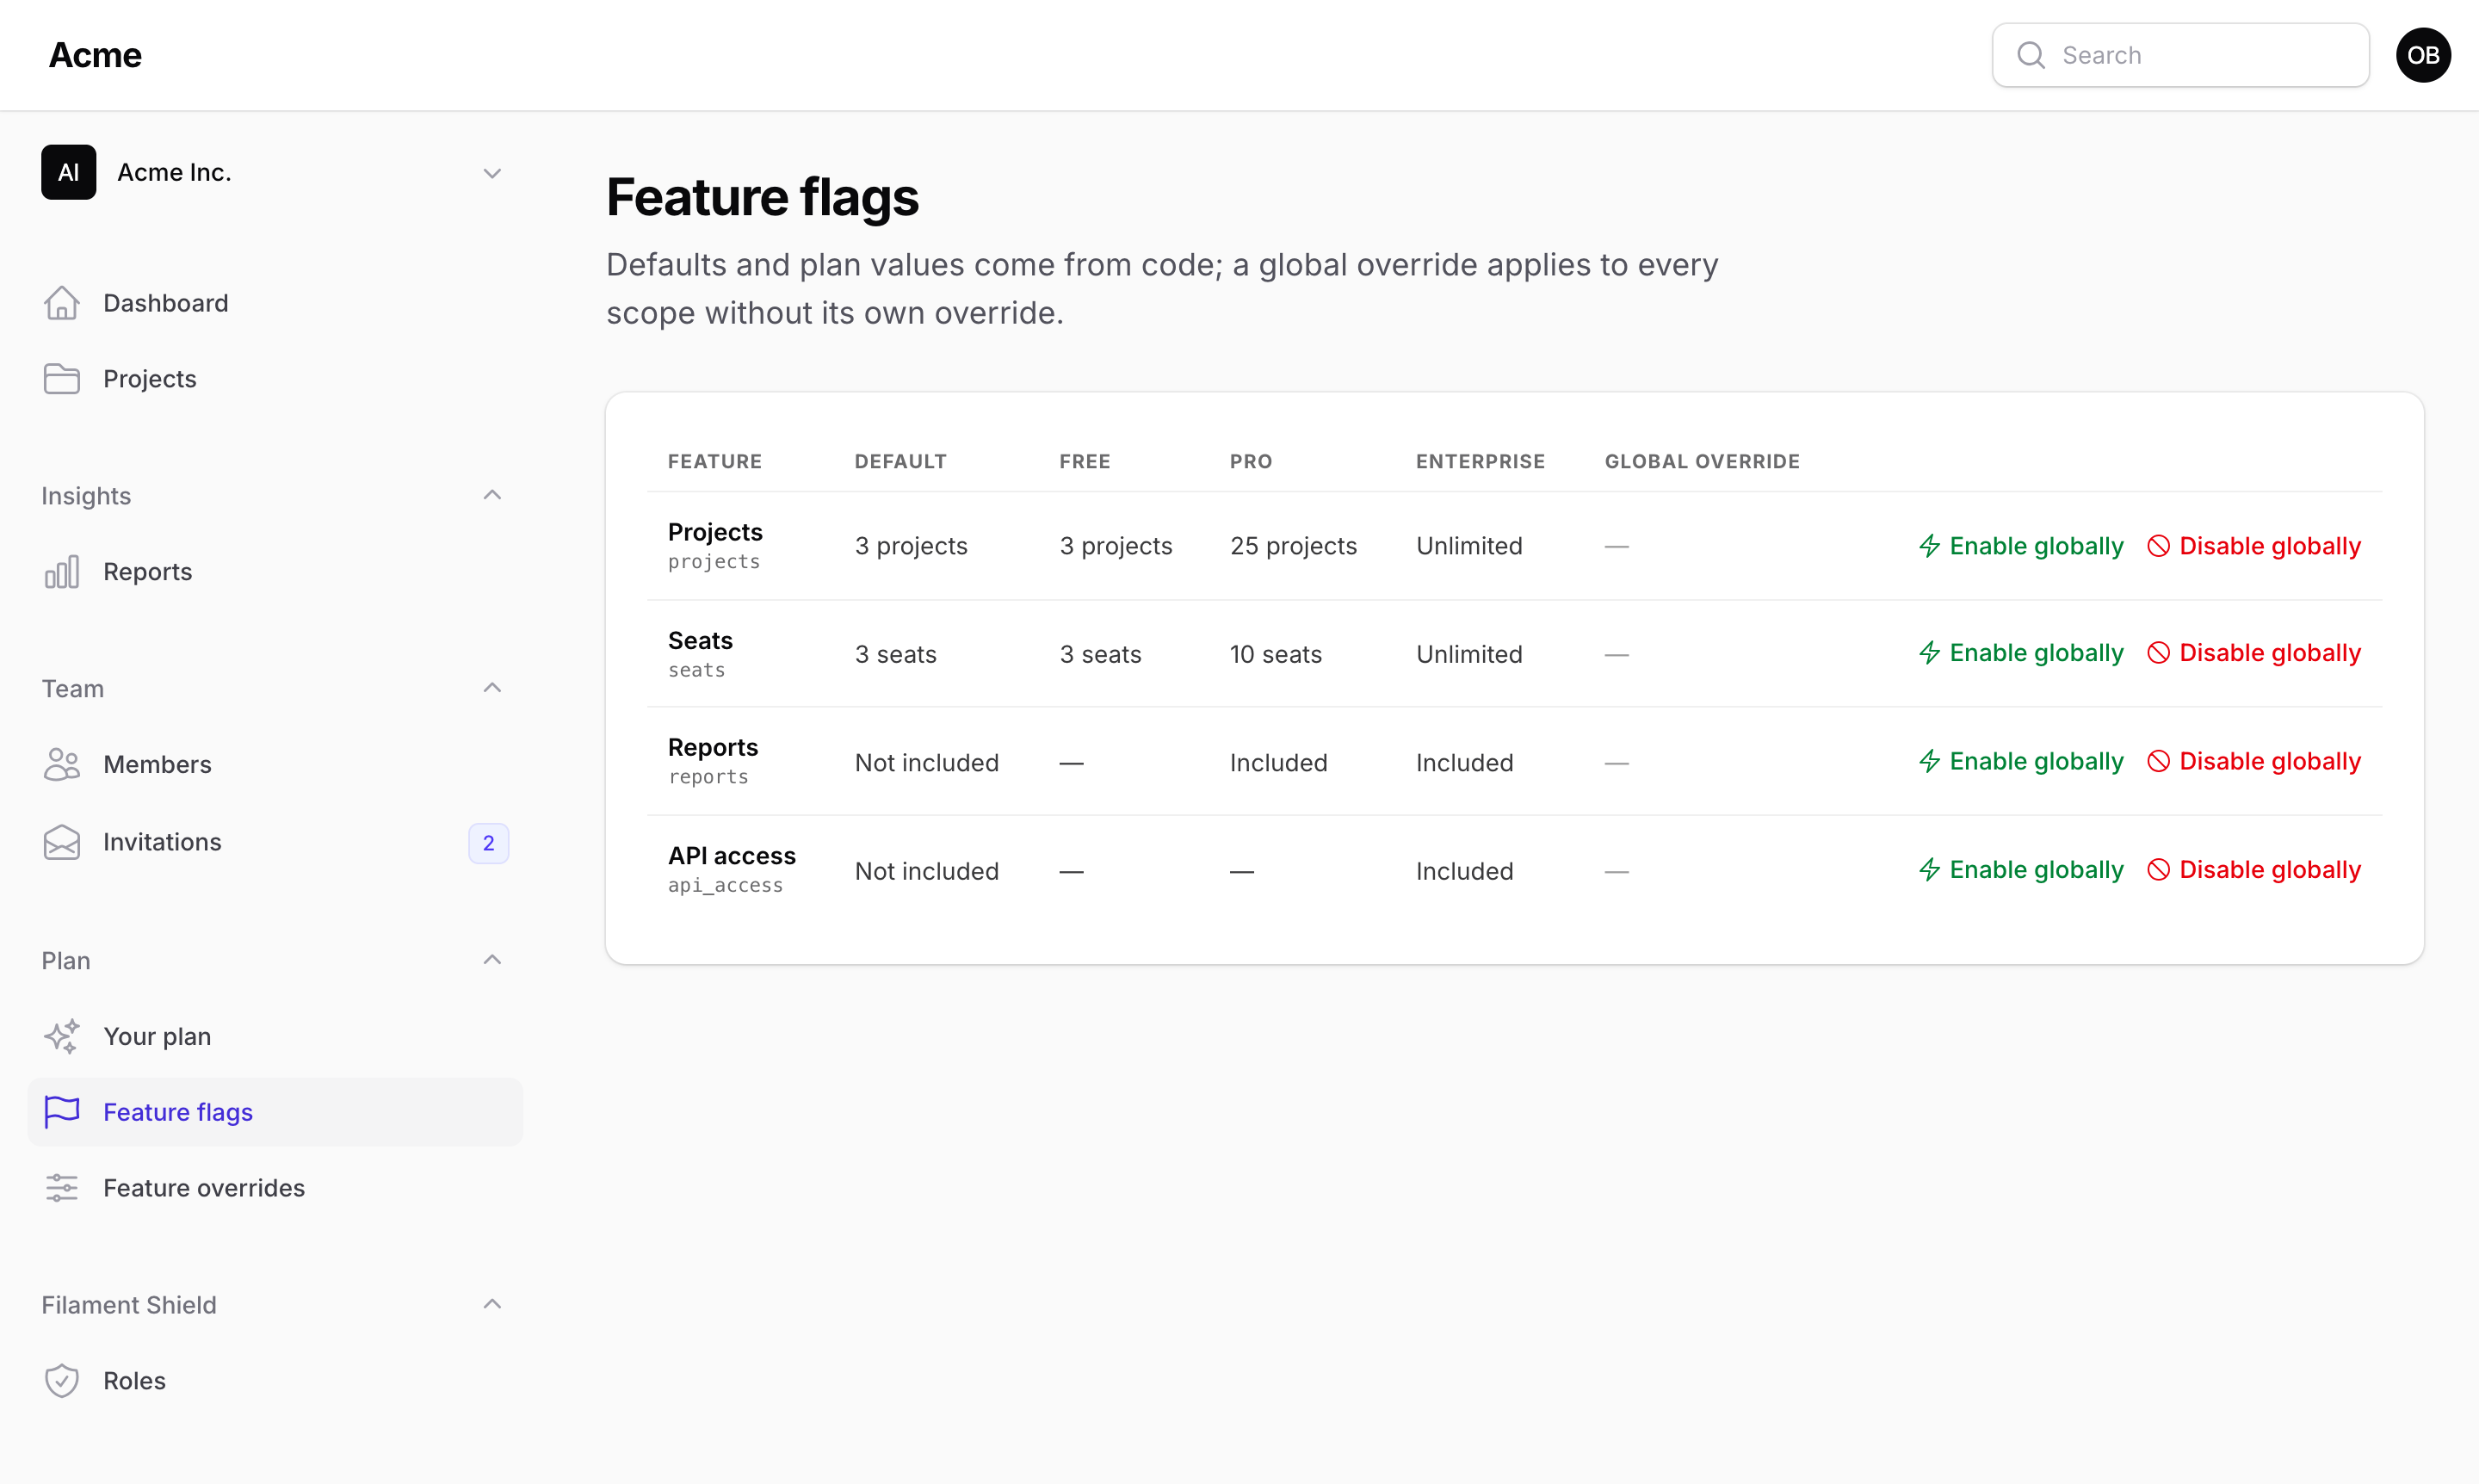 Acme
Search
OB
AI
Acme Inc.
Dashboard
Projects
Insights
Reports
Team
Members
Invitations
2
Plan
Your plan
Feature flags
Feature overrides
Filament Shield
Roles
Feature flags
Defaults and plan values come from code; a global override applies to every
scope without its own override.
FEATURE DEFAULT FREE PRO ENTERPRISE GLOBAL OVERRIDE
Projects
projects
3 projects 3 projects 25 projects Unlimited — Enable globally Disable globally
Seats
seats
3 seats 3 seats 10 seats Unlimited — Enable globally Disable globally
Reports
reports
Not included — Included Included — Enable globally Disable globally
API access
api_access
Not included — — Included — Enable globally Disable globally